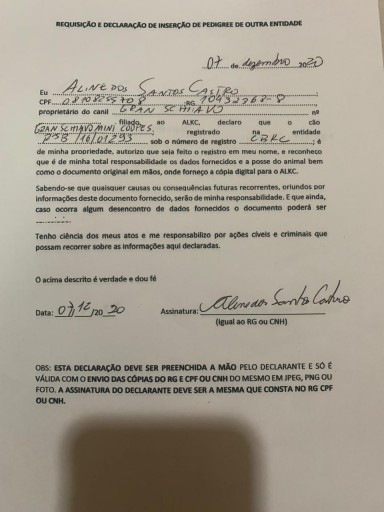 REQUISIÇÃO E DECLARAÇÃO DE INSERÇÃO DE PEDIGREE DE OUTRA ENTIDADE
07 de dezembro 2020
Eu ALINE DOS SANTOS CASTRO
CPF RG
proprietário do canil GRAN SCHIAVO nº
filiado, ao ALKC, declaro que o cão
GRAN SCHIAVO MINI registrado na entidade
sob o número de registro CBKC ; é
de minha propriedade, autorizo que seja feito o registro em meu nome, e reconheço
que é de minha total responsabilidade os dados fornecidos e a posse do animal bem
como o documento original em mãos, onde forneço a cópia digital para o ALKC.
Sabendo-se que quaisquer causas ou consequências futuras recorrentes, oriundos por
informações deste documento fornecido, serão de minha responsabilidade. E que ainda,
caso ocorra algum desencontro de dados fornecidos o documento poderá ser
Tenho ciência dos meus atos e me responsabilizo por ações cíveis e criminais que
possam recorrer sobre as informações aqui declaradas.
O acima descrito é verdade e dou fé
Data: 07/12/20 20 Assinatura: Aline dos Santos Castro
(igual ao RG ou CNH)
OBS: ESTA DECLARAÇÃO DEVE SER PREENCHIDA A MÃO PELO DECLARANTE E SÓ É
VÁLIDA COM O ENVIO DAS CÓPIAS DO RG E CPF OU CNH DO MESMO EM JPEG, PNG OU
FOTO. A ASSINATURA DO DECLARANTE DEVE SER A MESMA QUE CONSTA NO RG CPF
OU CNH.